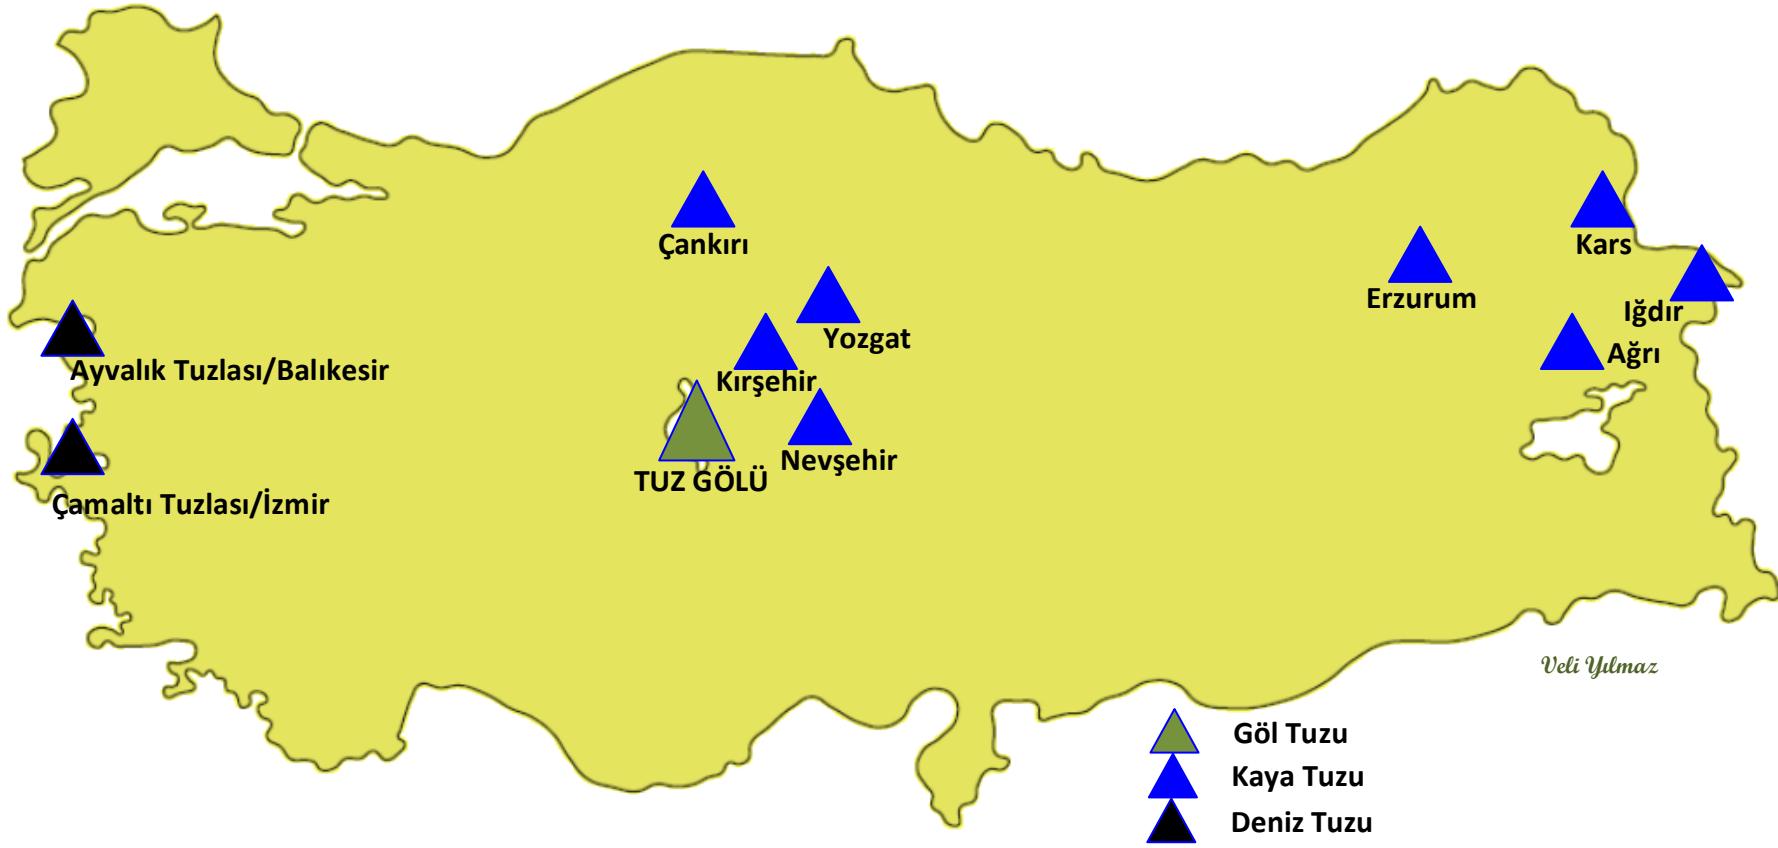 Çankırı
Kars
Erzurum
Iğdır
Yozgat
Ağrı
Ayvalık Tuzlası/Balıkesir
Kırşehir
Nevşehir
TUZ GÖLÜ
Çamaltı Tuzlası/İzmir
Veli Yılmaz
Göl Tuzu
Kaya Tuzu
Deniz Tuzu